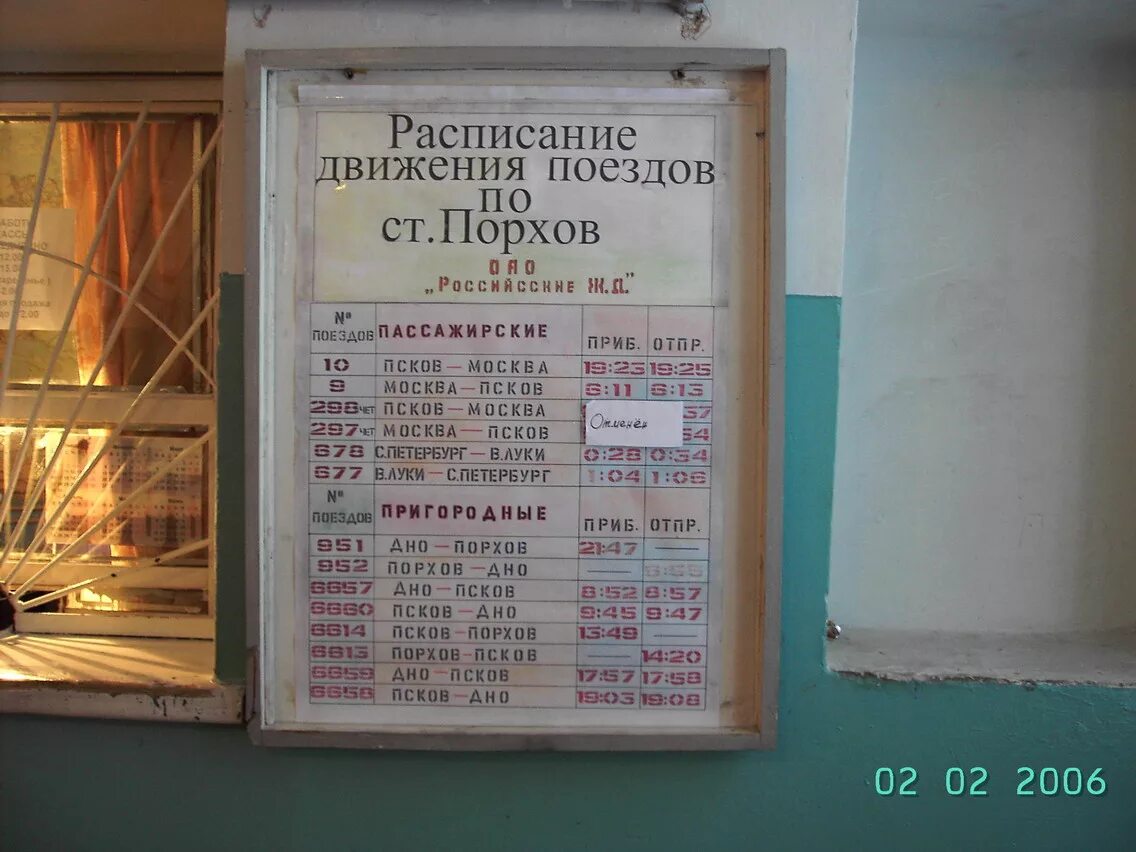 Расписание
движения поездов
по
ст.Порхов
ОАО
„Российсские Ж.Д."
№ поездов ПАССАЖИРСКИЕ ПРИБ. ОТПР.
10 ПСКОВ — МОСКВА 19:23 19:25
9 МОСКВА — ПСКОВ 6:11 6:13
298 ЧЕТ ПСКОВ — МОСКВА 37
Отменён
297 ЧЕТ МОСКВА — ПСКОВ 54
678 С.ПЕТЕРБУРГ — В.ЛУКИ 0:28 0:34
677 В.ЛУКИ — С.ПЕТЕРБУРГ 1:04 1:06
№ поездов ПРИГОРОДНЫЕ ПРИБ. ОТПР.
951 ДНО — ПОРХОВ 21:47 —
952 ПОРХОВ — ДНО —
6657 ДНО — ПСКОВ 8:52 8:57
6660 ПСКОВ — ДНО 9:45 9:47
6614 ПСКОВ — ПОРХОВ 13:49 —
6613 ПОРХОВ - ПСКОВ — 14:20
6659 ДНО — ПСКОВ 17:57 17:58
6658 ПСКОВ — ДНО 19:03 19:08
02 02 2006